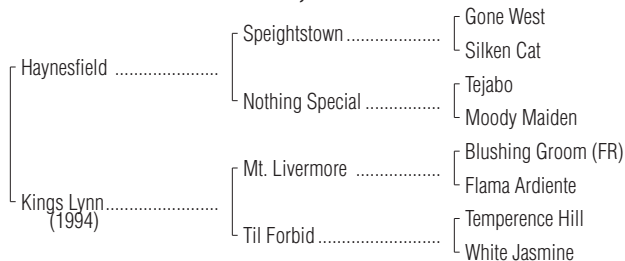 Gone West
Speightstown
Silken Cat
Haynesfield
Tejabo
Nothing Special
Moody Maiden
Blushing Groom (FR)
Mt. Livermore
Flama Ardiente
Kings Lynn
(1994)
Temperence Hill
Til Forbid
White Jasmine